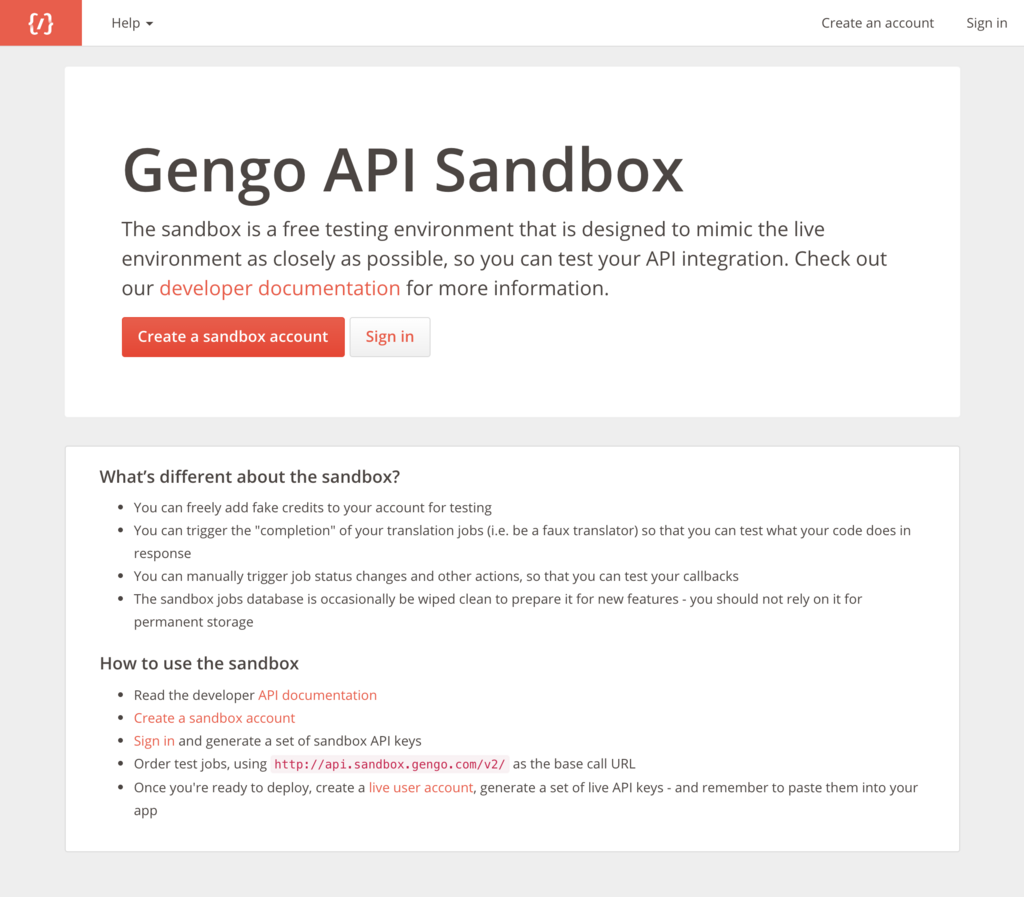 {/}
Help
Create an account
Sign in
Gengo API Sandbox
The sandbox is a free testing environment that is designed to mimic the live
environment as closely as possible, so you can test your API integration. Check out
our developer documentation for more information.
Create a sandbox account
Sign in
What’s different about the sandbox?
• You can freely add fake credits to your account for testing
• You can trigger the "completion" of your translation jobs (i.e. be a faux translator) so that you can test what your code does in
response
• You can manually trigger job status changes and other actions, so that you can test your callbacks
• The sandbox jobs database is occasionally be wiped clean to prepare it for new features - you should not rely on it for
permanent storage
How to use the sandbox
• Read the developer API documentation
• Create a sandbox account
• Sign in and generate a set of sandbox API keys
• Order test jobs, using http://api.sandbox.gengo.com/v2/ as the base call URL
• Once you're ready to deploy, create a live user account, generate a set of live API keys - and remember to paste them into your
app